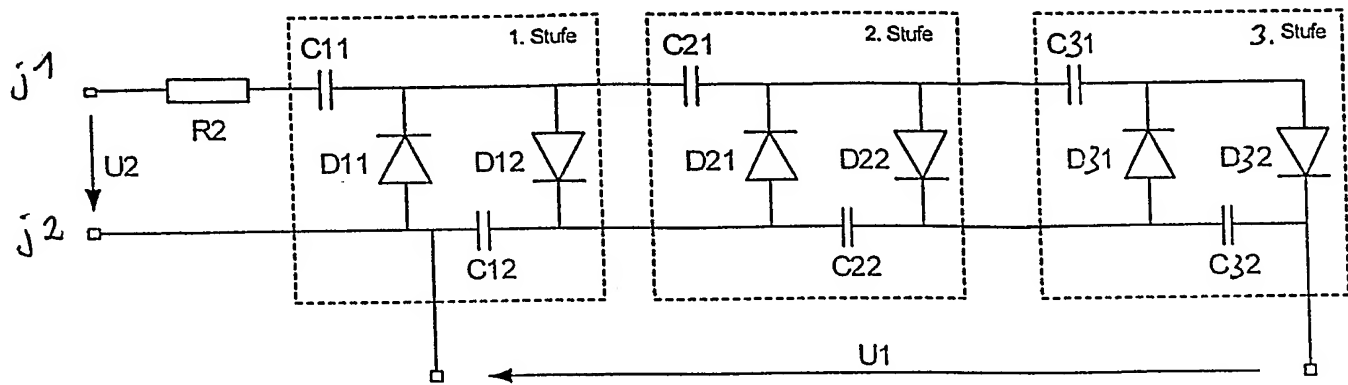 1. Stufe
2. Stufe
3. Stufe
C11
C21
C31
j1
R2
U2
D11
D12
D21
D22
D31
D32
j2
C12
C22
C32
U1